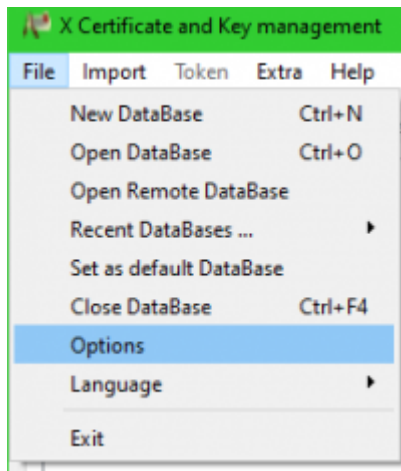 X Certificate and Key management
File Import Token Extra Help
New DataBase Ctrl+N
Open DataBase Ctrl+O
Open Remote DataBase
Recent DataBases ...
Set as default DataBase
Close DataBase Ctrl+F4
Options
Language
Exit